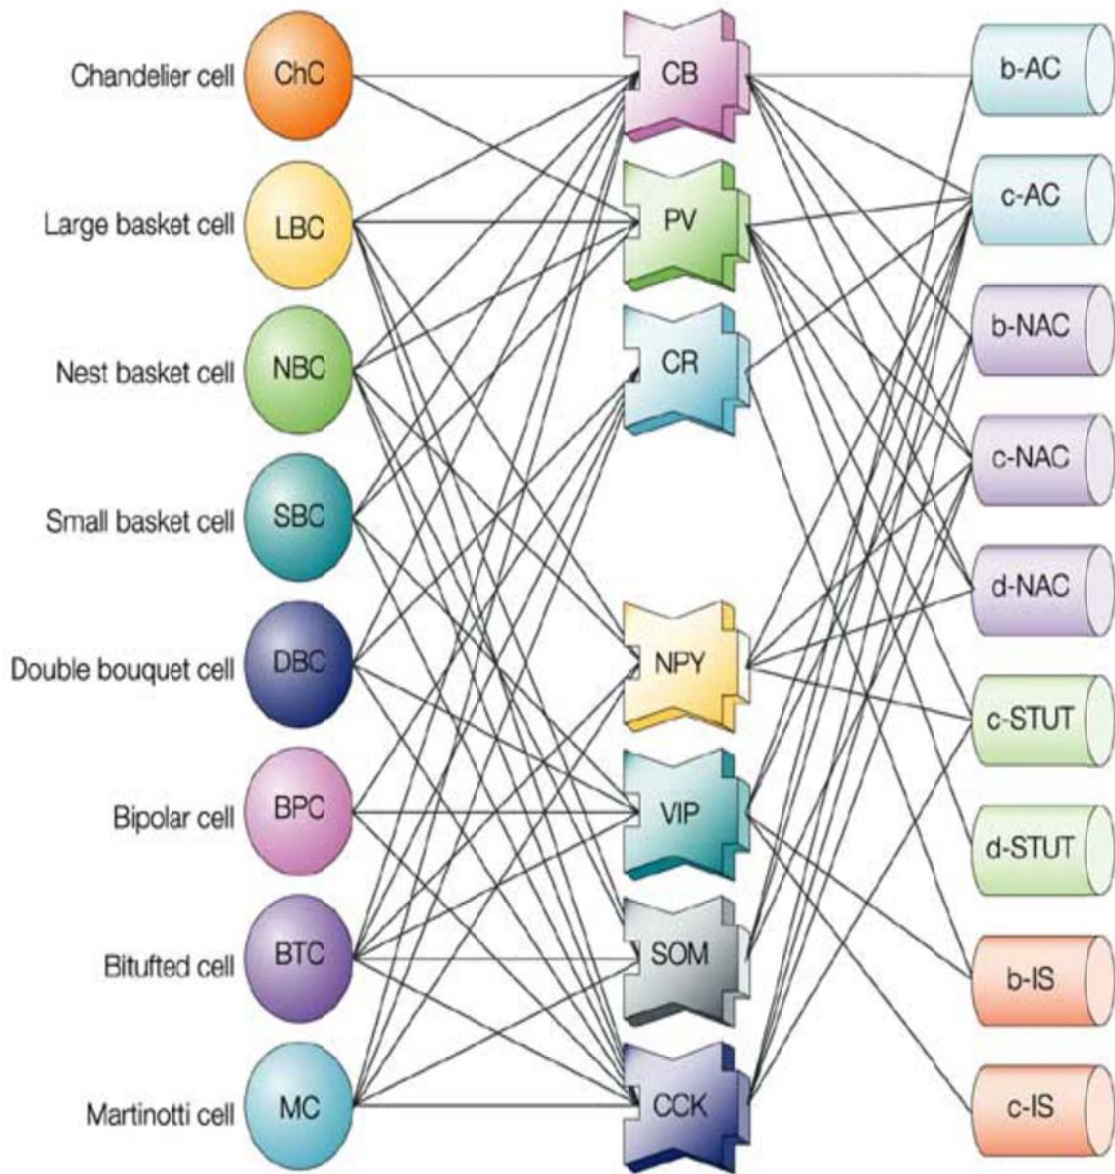 Chandelier cell ChC CB b-AC
Large basket cell LBC PV c-AC
Nest basket cell NBC CR b-NAC
Small basket cell SBC c-NAC
Double bouquet cell DBC NPY d-NAC
Bipolar cell BPC VIP c-STUT
Bitufted cell BTC SOM d-STUT
Martinotti cell MC CCK b-IS
c-IS